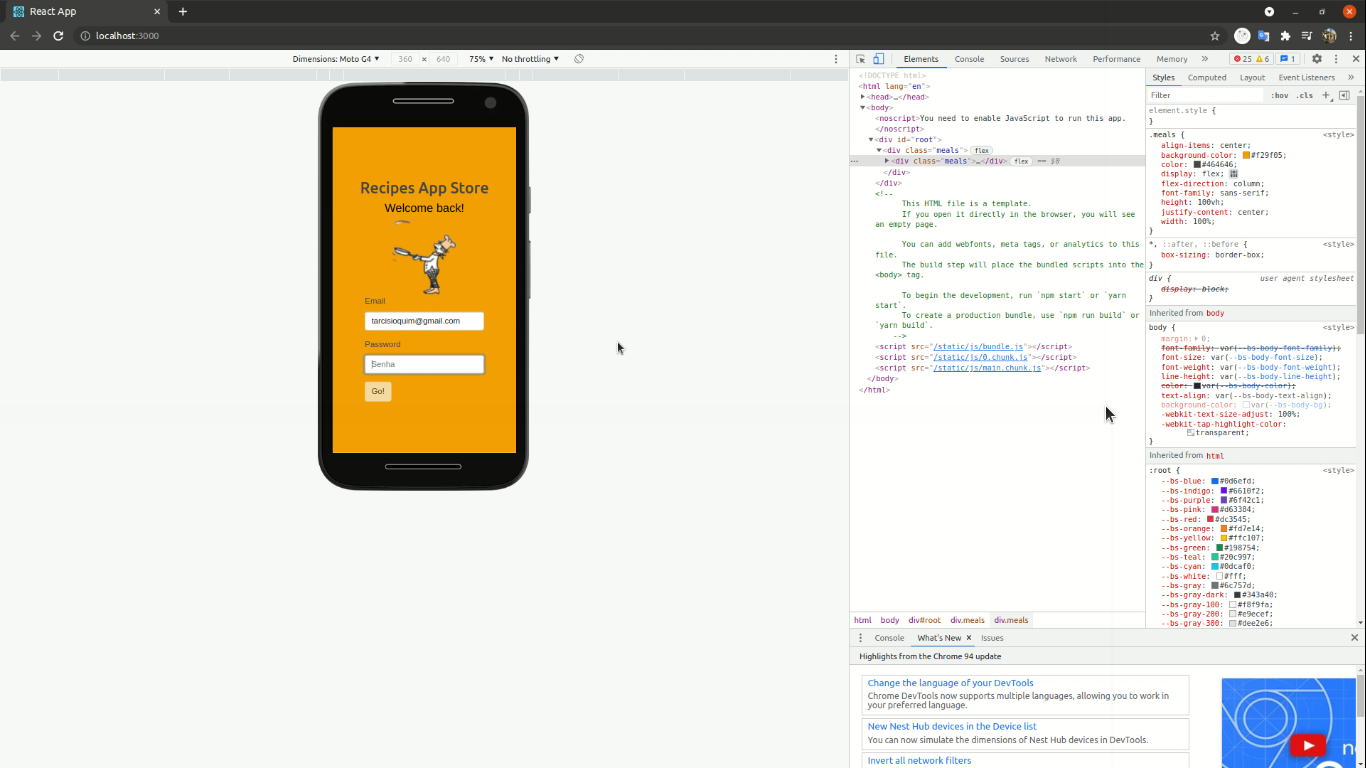 React App
localhost:3000
Dimensions: Moto G4 360 × 640 75% No throttling
Recipes App Store
Welcome back!
Email
tarcisioquim@gmail.com
Password
Senha
Go!
Elements Console Sources Network Performance Memory » 25 6 1
<!DOCTYPE html>
<html lang="en">
<head>…</head>
<body>
<noscript>You need to enable JavaScript to run this app.
</noscript>
<div id="root">
<div class="meals"> flex
<div class="meals">…</div> flex == $0
</div>
</div>
<!--
This HTML file is a template.
If you open it directly in the browser, you will see
an empty page.
You can add webfonts, meta tags, or analytics to this
file.
The build step will place the bundled scripts into the
<body> tag.
To begin the development, run `npm start` or `yarn
start`.
To create a production bundle, use `npm run build` or
`yarn build`.
-->
<script src="/static/js/bundle.js"></script>
<script src="/static/js/0.chunk.js"></script>
<script src="/static/js/main.chunk.js"></script>
</body>
</html>
html body div#root div.meals div.meals
Styles Computed Layout Event Listeners »
Filter :hov .cls +
element.style {
}
.meals { <style>
align-items: center;
background-color: #f29f05;
color: #464646;
display: flex;
flex-direction: column;
font-family: sans-serif;
height: 100vh;
justify-content: center;
width: 100%;
}
*, ::after, ::before { <style>
box-sizing: border-box;
}
div { user agent stylesheet
display: block;
}
Inherited from body
body { <style>
margin: 0;
font-family: var(--bs-body-font-family);
font-size: var(--bs-body-font-size);
font-weight: var(--bs-body-font-weight);
line-height: var(--bs-body-line-height);
color: var(--bs-body-color);
text-align: var(--bs-body-text-align);
background-color: var(--bs-body-bg);
-webkit-text-size-adjust: 100%;
-webkit-tap-highlight-color:
transparent;
}
Inherited from html
:root { <style>
--bs-blue: #0d6efd;
--bs-indigo: #6610f2;
--bs-purple: #6f42c1;
--bs-pink: #d63384;
--bs-red: #dc3545;
--bs-orange: #fd7e14;
--bs-yellow: #ffc107;
--bs-green: #198754;
--bs-teal: #20c997;
--bs-cyan: #0dcaf0;
--bs-white: #fff;
--bs-gray: #6c757d;
--bs-gray-dark: #343a40;
--bs-gray-100: #f8f9fa;
--bs-gray-200: #e9ecef;
--bs-gray-300: #dee2e6;
Console What's New × Issues
Highlights from the Chrome 94 update
Change the language of your DevTools
Chrome DevTools now supports multiple languages, allowing you to work in
your preferred language.
New Nest Hub devices in the Device list
You can now simulate the dimensions of Nest Hub devices in DevTools.
Invert all network filters